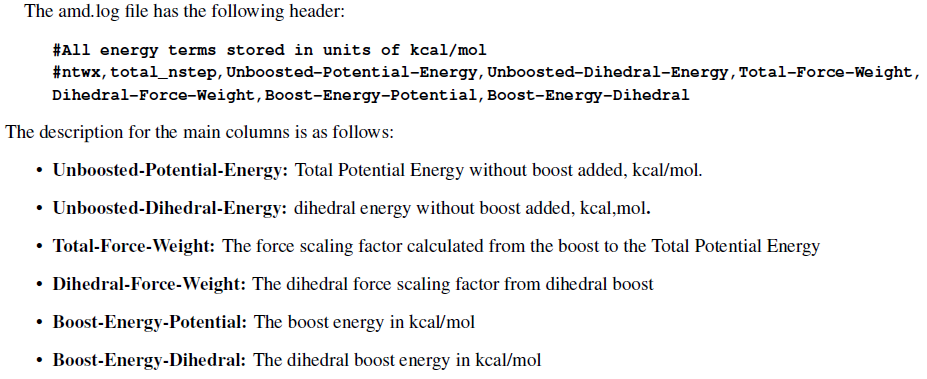 The amd.log file has the following header:
#All energy terms stored in units of kcal/mol
#ntwx,total_nstep,Unboosted-Potential-Energy,Unboosted-Dihedral-Energy,Total-Force-Weight,
Dihedral-Force-Weight,Boost-Energy-Potential,Boost-Energy-Dihedral
The description for the main columns is as follows:
• Unboosted-Potential-Energy: Total Potential Energy without boost added, kcal/mol.
• Unboosted-Dihedral-Energy: dihedral energy without boost added, kcal,mol.
• Total-Force-Weight: The force scaling factor calculated from the boost to the Total Potential Energy
• Dihedral-Force-Weight: The dihedral force scaling factor from dihedral boost
• Boost-Energy-Potential: The boost energy in kcal/mol
• Boost-Energy-Dihedral: The dihedral boost energy in kcal/mol